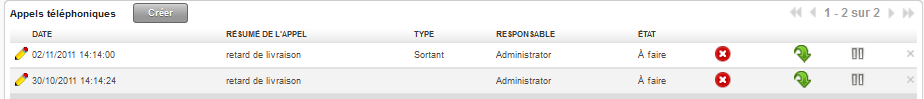 Appels téléphoniques Créer 1 - 2 sur 2
DATE RÉSUMÉ DE L'APPEL TYPE RESPONSABLE ÉTAT
02/11/2011 14:14:00 retard de livraison Sortant Administrator À faire
30/10/2011 14:14:24 retard de livraison Administrator À faire